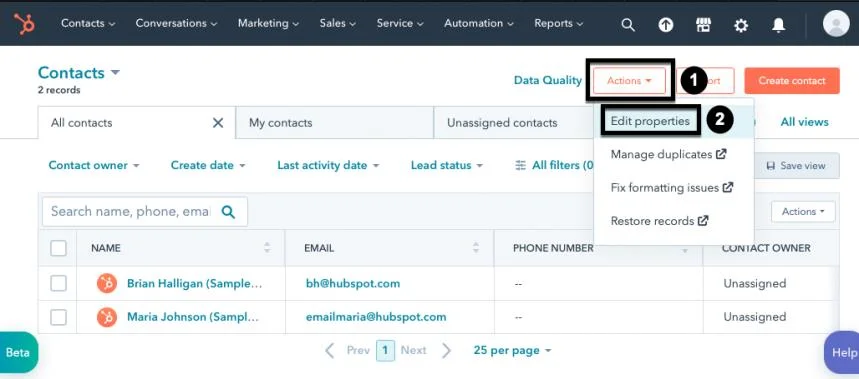 Contacts Conversations Marketing Sales Service Automation Reports
Contacts
2 records
Data Quality Actions 1 ort Create contact
All contacts My contacts Unassigned contacts All views
Edit properties 2
Manage duplicates
Fix formatting issues
Restore records
Contact owner Create date Last activity date Lead status All filters (0 Save view
Search name, phone, emai Actions
NAME EMAIL PHONE NUMBER CONTACT OWNER
Brian Halligan (Sample... bh@hubspot.com -- Unassigned
Maria Johnson (Sampl... emailmaria@hubspot.com -- Unassigned
Prev 1 Next 25 per page
Beta
Help